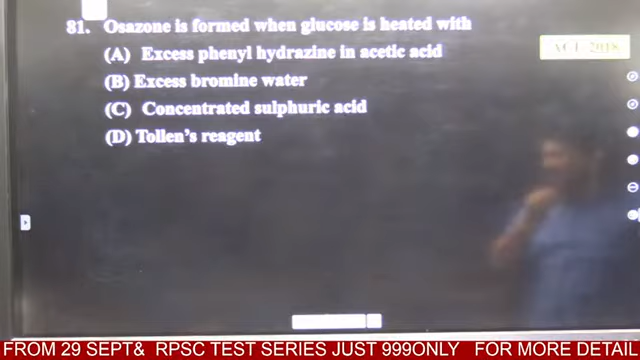 81. Osazone is formed when glucose is heated with
(A) Excess phenyl hydrazine in acetic acid
(B) Excess bromine water
(C) Concentrated sulphuric acid
(D) Tollen's reagent
FROM 29 SEPT& RPSC TEST SERIES JUST 999ONLY FOR MORE DETAIL